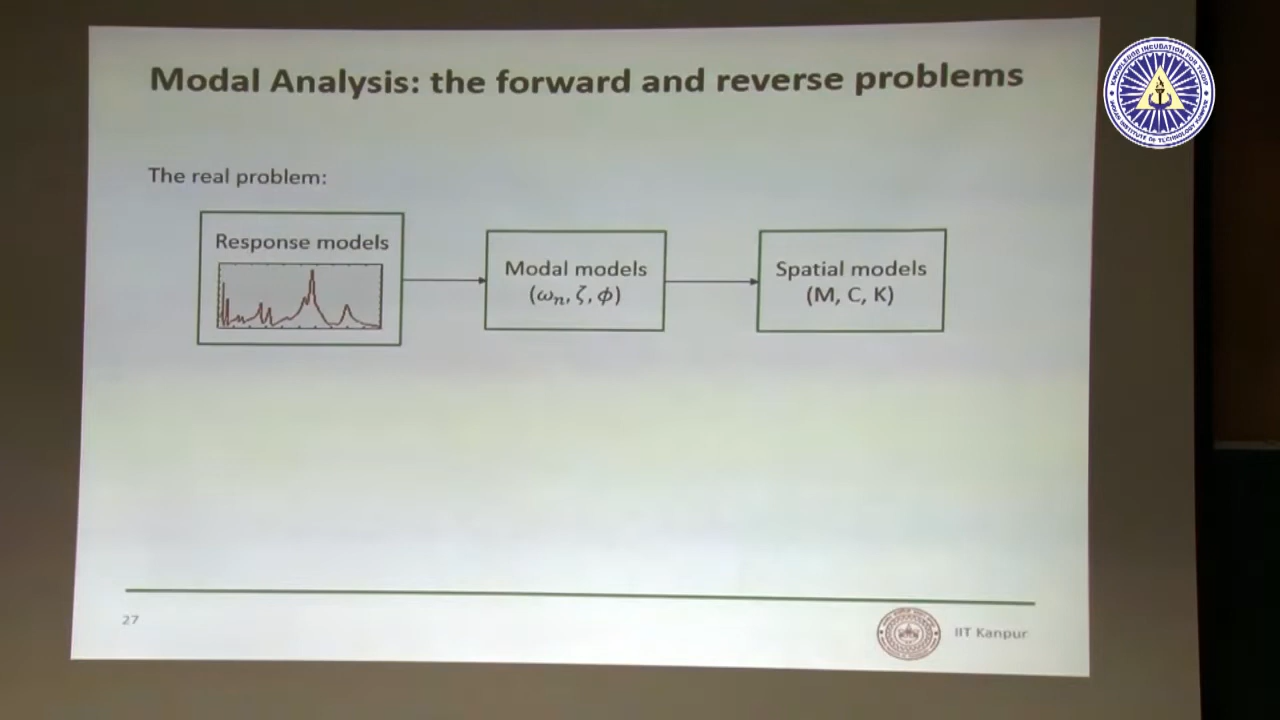 Modal Analysis: the forward and reverse problems
The real problem:
Response models
Modal models
(ωn, ζ, ϕ)
Spatial models
(M, C, K)
27
IIT Kanpur